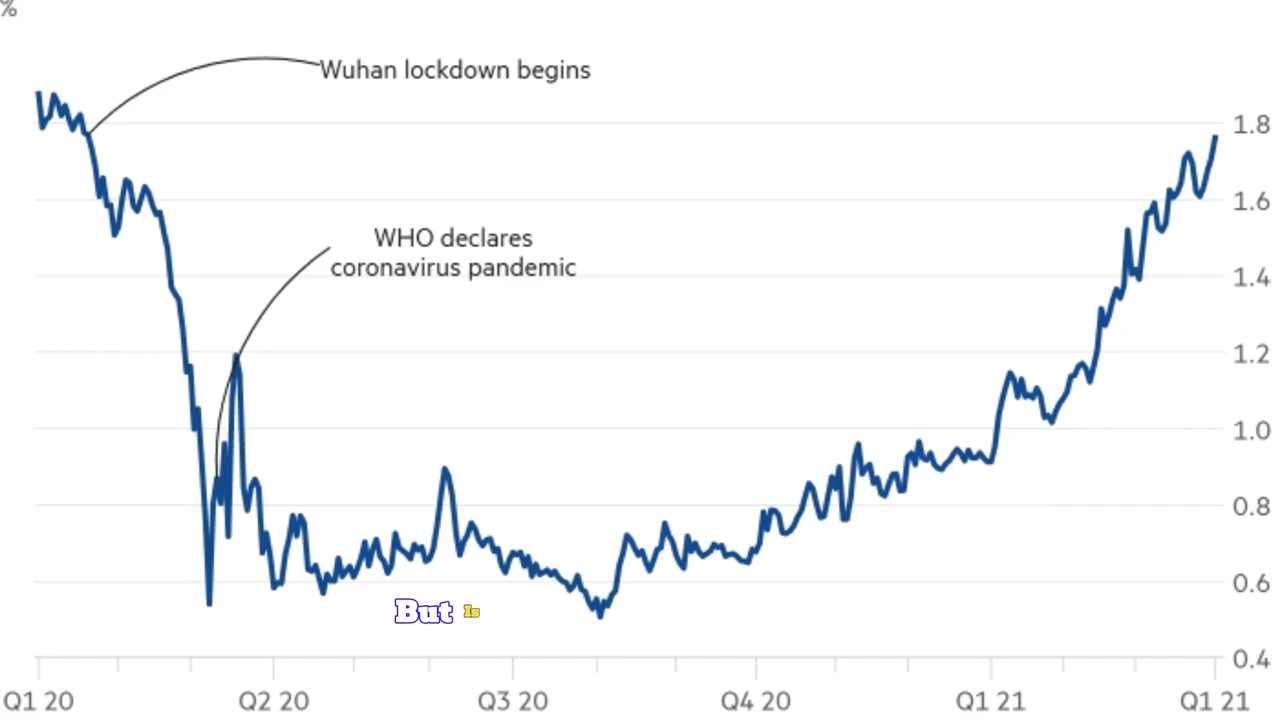 %
Wuhan lockdown begins
1.8
1.6
WHO declares
coronavirus pandemic
1.4
1.2
1.0
0.8
0.6
But Is
0.4
Q1 20 Q2 20 Q3 20 Q4 20 Q1 21 Q1 21